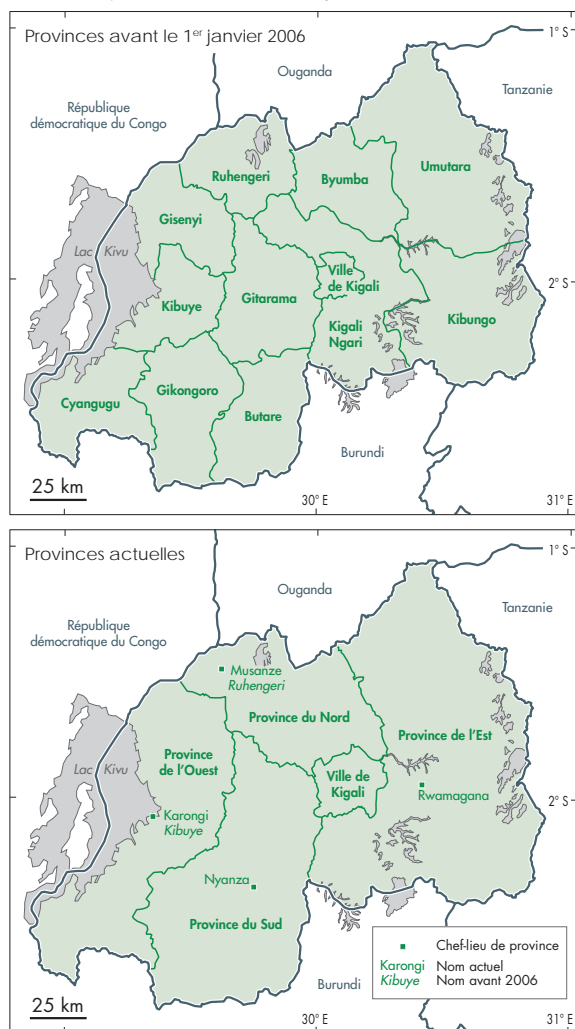 Provinces avant le 1er janvier 2006
1° S
Ouganda
Tanzanie
République
démocratique du Congo
Ruhengeri
Byumba
Umutara
Gisenyi
Lac Kivu
Ville
de Kigali
Kibuye
Gitarama
Kigali
Ngari
Kibungo
2° S
Cyangugu
Gikongoro
Butare
Burundi
25 km
30° E
31° E
Provinces actuelles
1° S
Ouganda
Tanzanie
République
démocratique du Congo
Musanze
Ruhengeri
Province du Nord
Province
de l'Ouest
Province de l'Est
Lac Kivu
Ville de
Kigali
Rwamagana
2° S
Karongi
Kibuye
Nyanza
Province du Sud
Chef-lieu de province
Karongi Nom actuel
Kibuye Nom avant 2006
Burundi
25 km
30° E
31° E